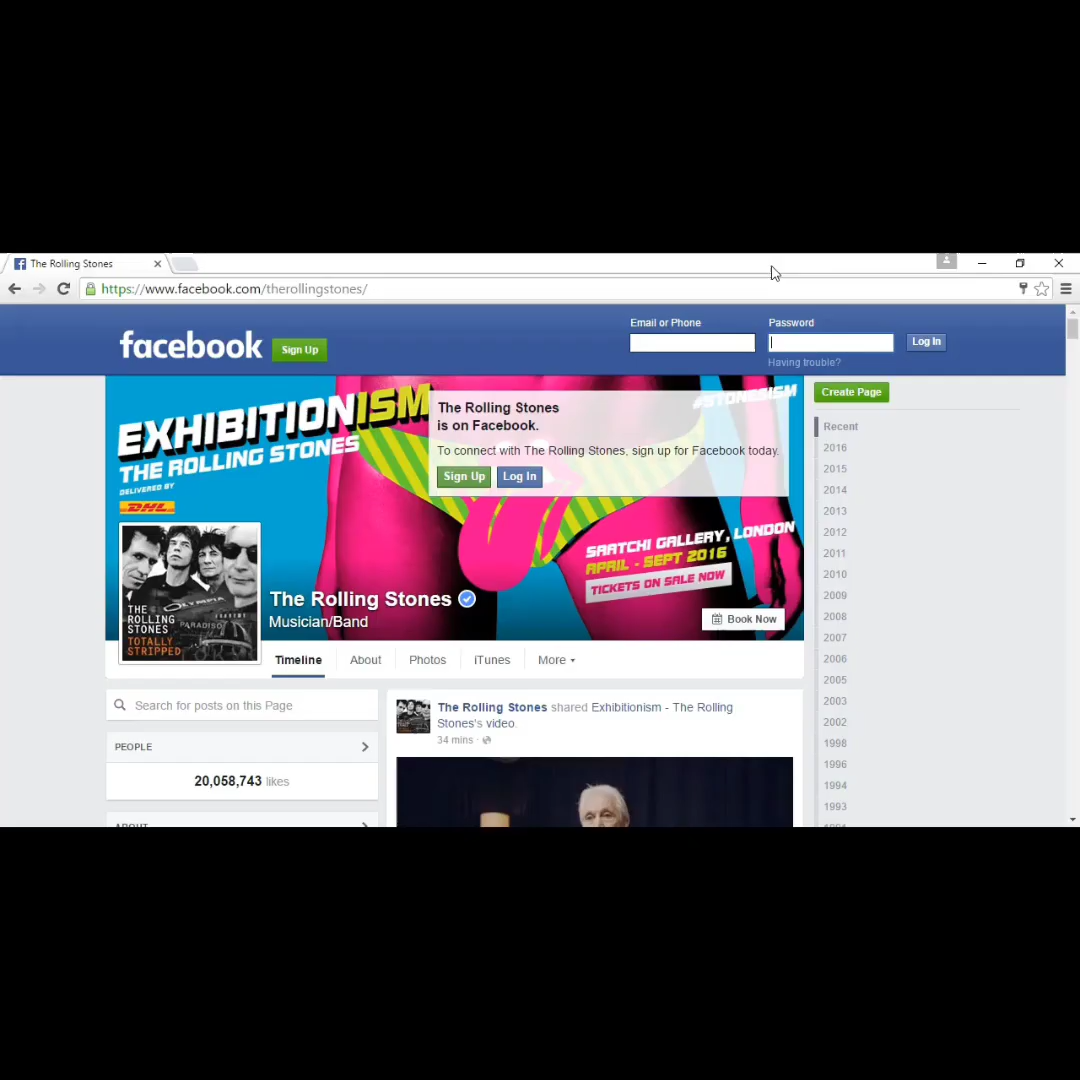 The Rolling Stones
https://www.facebook.com/therollingstones/
facebook
Sign Up
Email or Phone
Password
Log In
Having trouble?
EXHIBITIONISM
THE ROLLING STONES
DELIVERED BY
DHL
#STONESISM
The Rolling Stones
is on Facebook.
To connect with The Rolling Stones, sign up for Facebook today.
Sign Up
Log In
SAATCHI GALLERY, LONDON
APRIL - SEPT 2016
TICKETS ON SALE NOW
THE
ROLLING
STONES
TOTALLY
STRIPPED
OLYMPIA
PARADISO
The Rolling Stones
Musician/Band
Book Now
Timeline
About
Photos
iTunes
More
Create Page
Recent
2016
2015
2014
2013
2012
2011
2010
2009
2008
2007
2006
2005
2003
2002
1998
1996
1994
1993
Search for posts on this Page
PEOPLE
20,058,743 likes
ABOUT
The Rolling Stones shared Exhibitionism - The Rolling
Stones's video.
34 mins ·